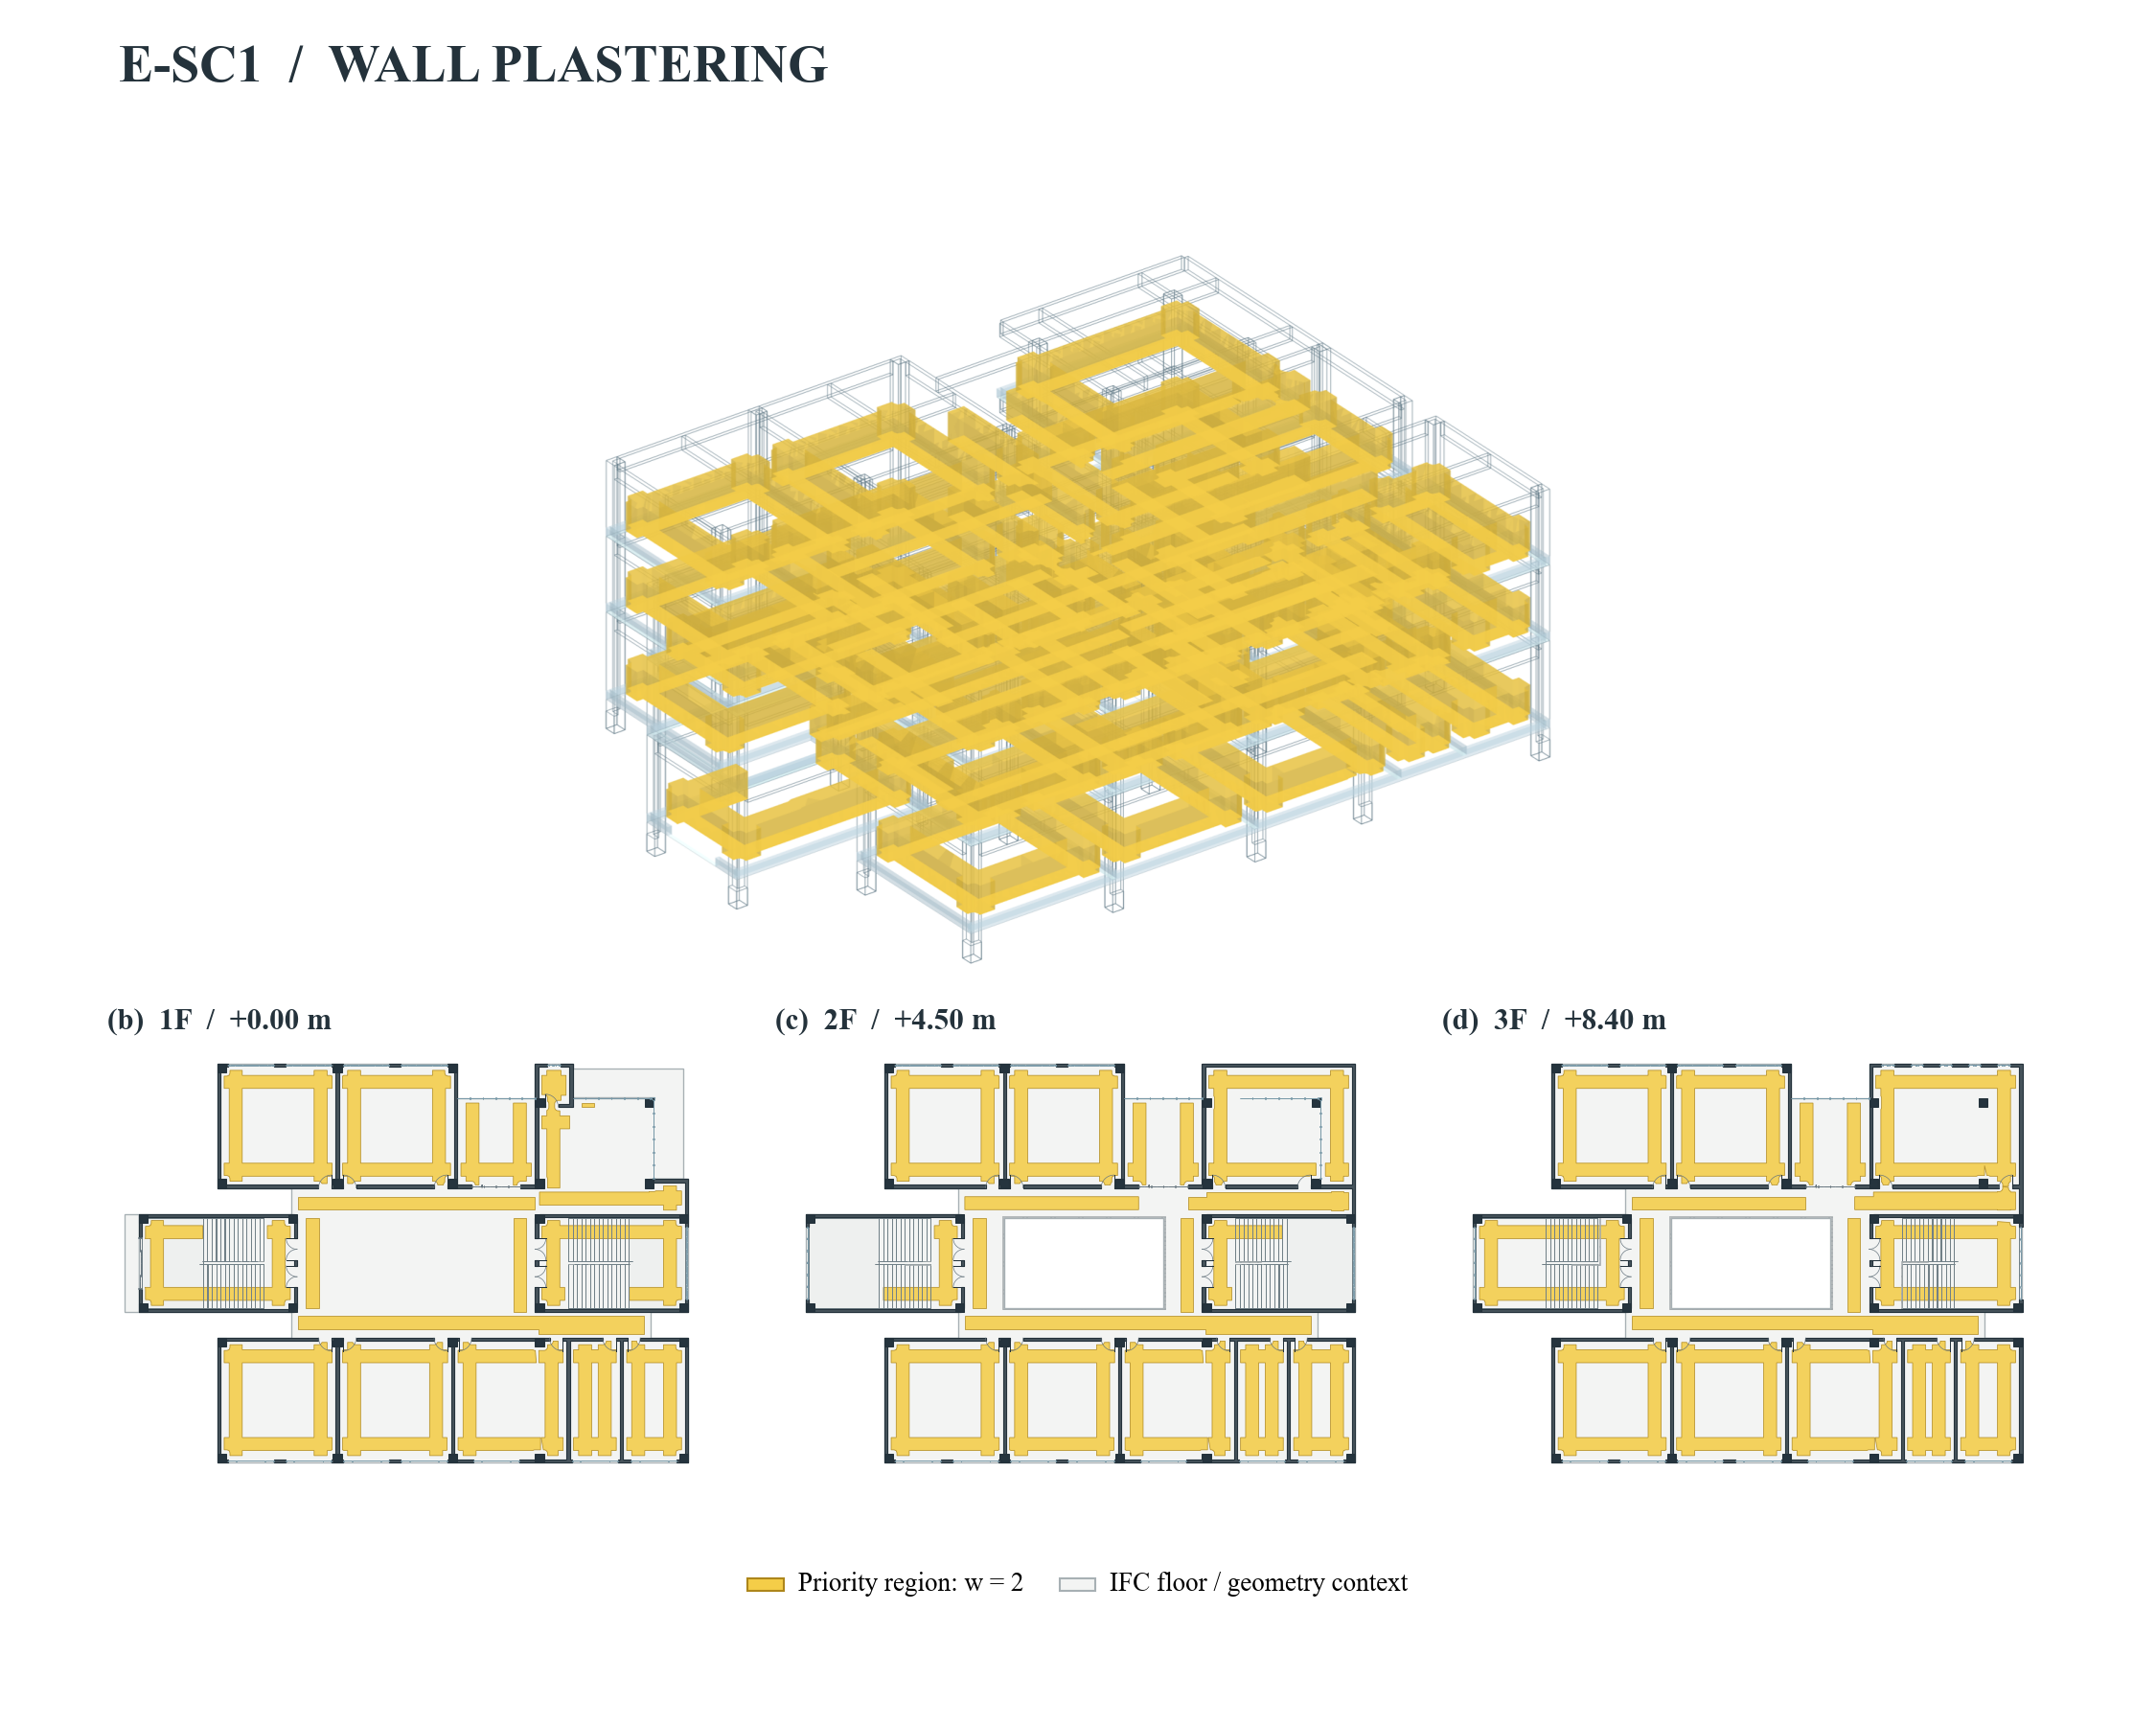 E-SC1 / WALL PLASTERING
(b) 1F / +0.00 m
(c) 2F / +4.50 m
(d) 3F / +8.40 m
Priority region: w = 2
IFC floor / geometry context